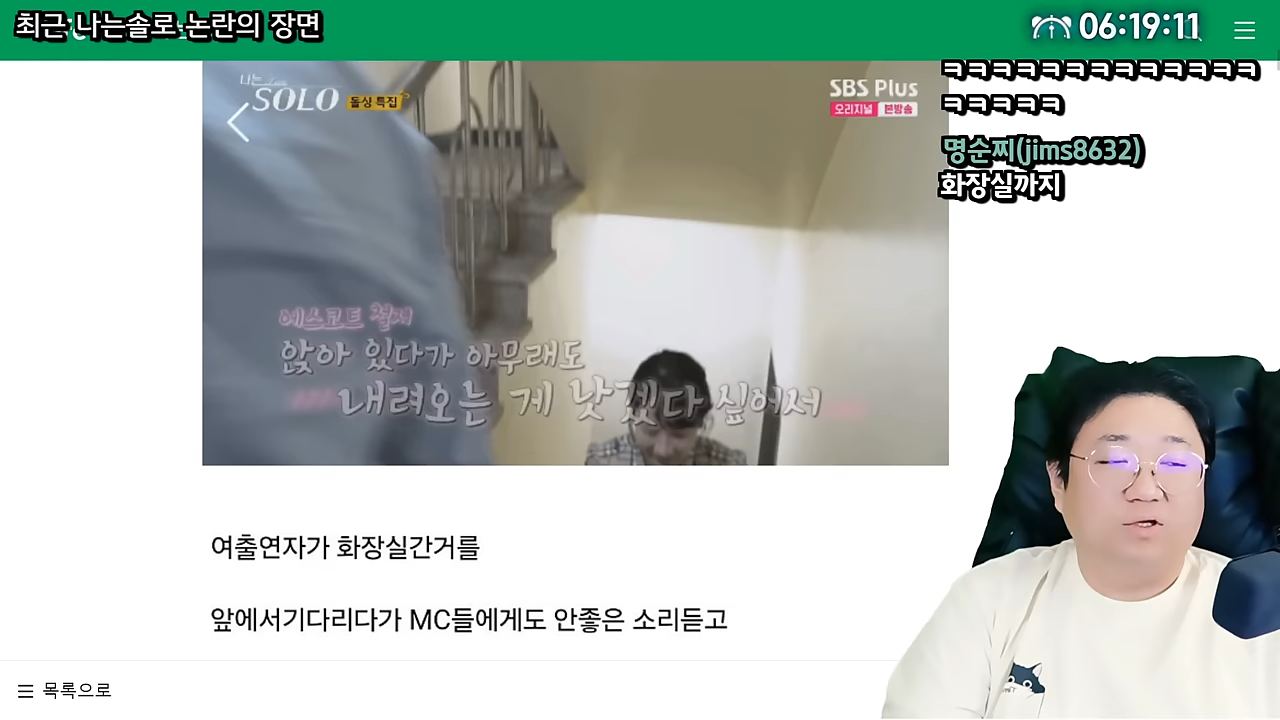 최근 나는솔로 논란의 장면
06:19:11
나는
SOLO 돌싱 특집
SBS Plus
오리지널 본방송
ㅋㅋㅋㅋㅋㅋㅋㅋㅋㅋㅋㅋㅋ
ㅋㅋㅋㅋㅋ
명순찌(jims8632)
화장실까지
에스코트 철저
앉아 있다가 아무래도
내려오는 게 낫겠다 싶어서
여출연자가 화장실간거를
앞에서기다리다가 MC들에게도 안좋은 소리듣고
목록으로